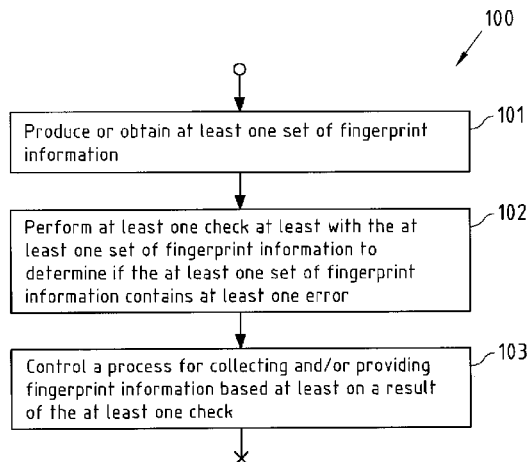 100
Produce or obtain at least one set of fingerprint
information
101
Perform at least one check at least with the at
least one set of fingerprint information to
determine if the at least one set of fingerprint
information contains at least one error
102
Control a process for collecting and/or providing
fingerprint information based at least on a result
of the at least one check
103